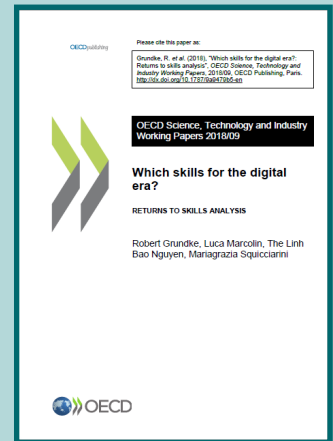 OECDpublishing
Please cite this paper as:
Grundke, R. et al. (2018), "Which skills for the digital era?:
Returns to skills analysis", OECD Science, Technology and
Industry Working Papers, 2018/09, OECD Publishing, Paris.
http://dx.doi.org/10.1787/9a9479b5-en
OECD Science, Technology and Industry
Working Papers 2018/09
Which skills for the digital
era?
RETURNS TO SKILLS ANALYSIS
Robert Grundke, Luca Marcolin, The Linh
Bao Nguyen, Mariagrazia Squicciarini
OECD